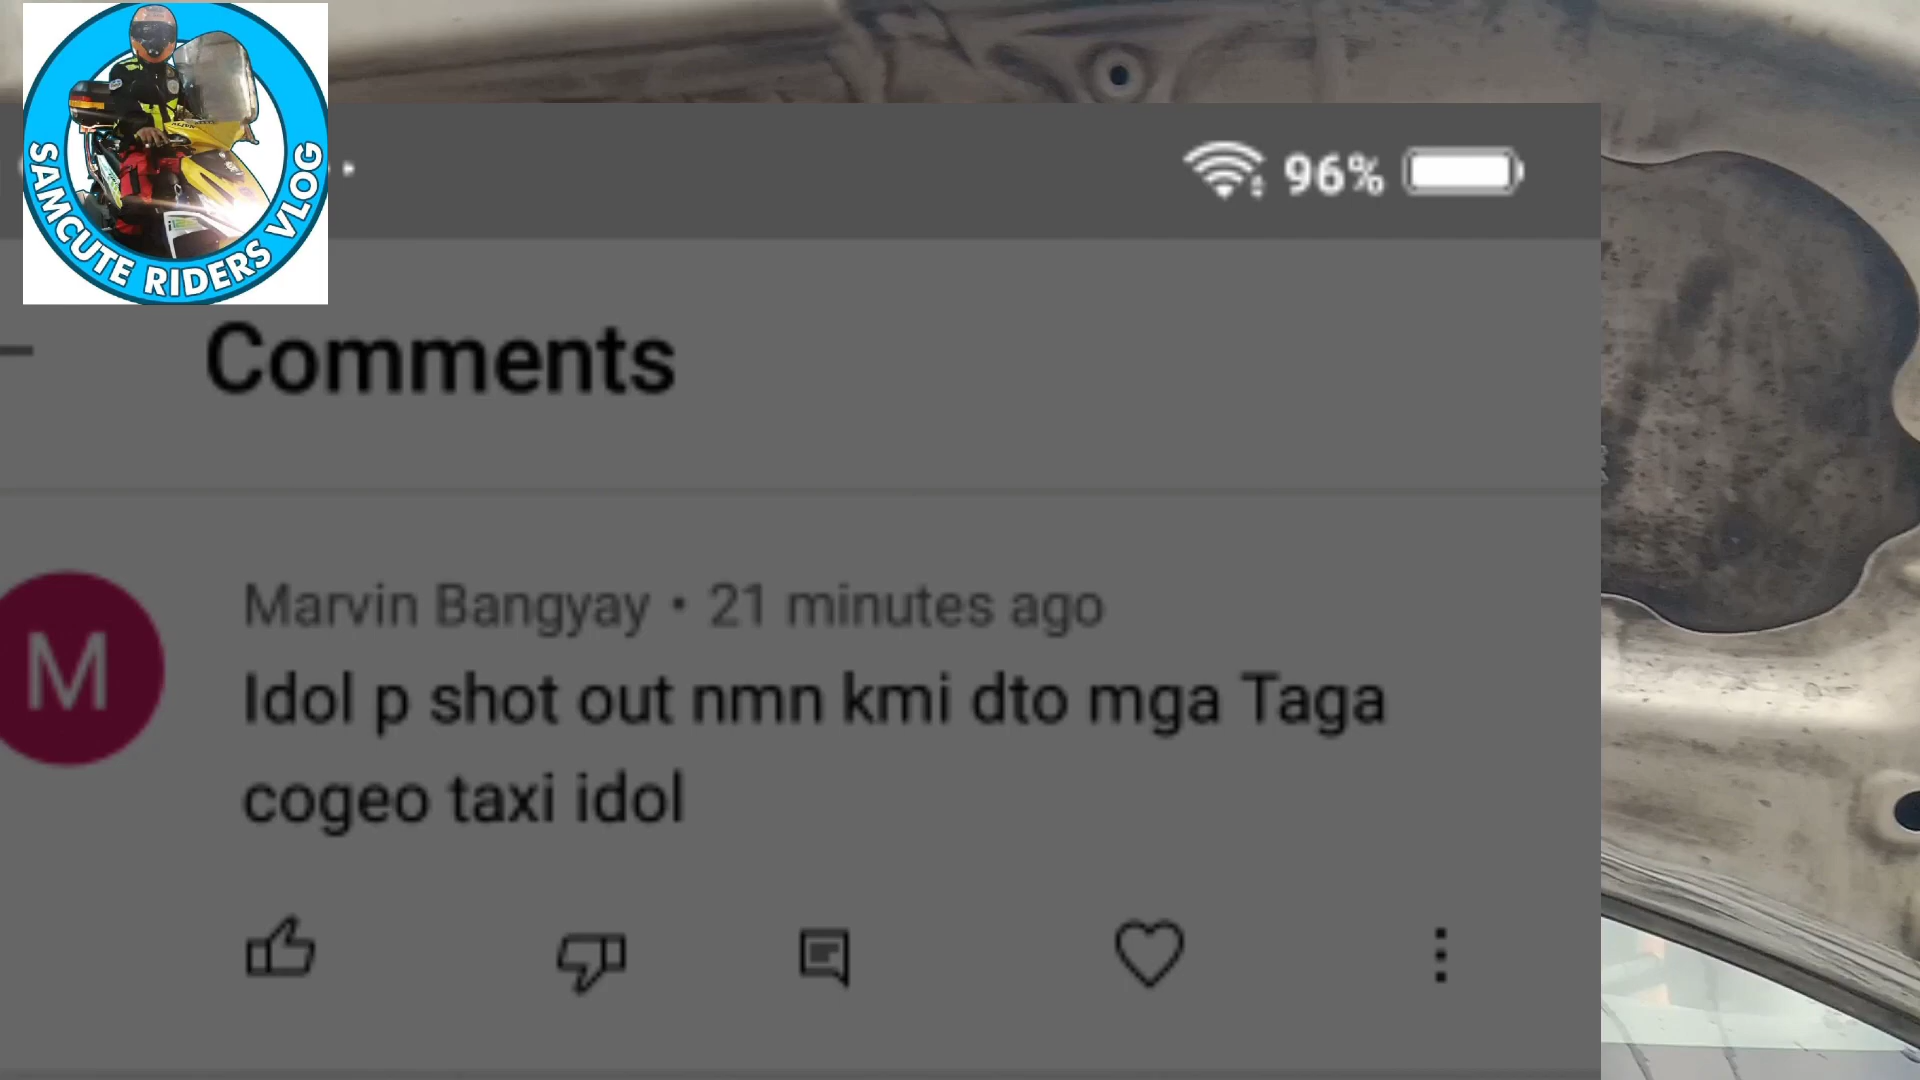 SAMCUTE RIDERS VLOG
96%
Comments
M
Marvin Bangyay • 21 minutes ago
Idol p shot out nmn kmi dto mga Taga
cogeo taxi idol